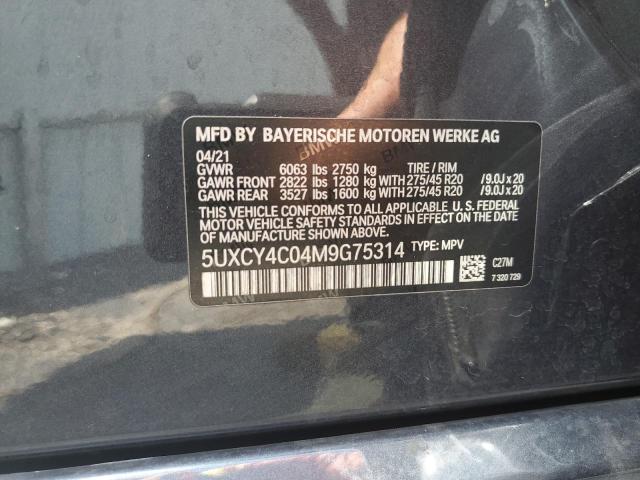 MFD BY BAYERISCHE MOTOREN WERKE AG
04/21
GVWR 6063 lbs 2750 kg TIRE / RIM
GAWR FRONT 2822 lbs 1280 kg WITH 275/45 R20 /9.0J x 20
GAWR REAR 3527 lbs 1600 kg WITH 275/45 R20 /9.0J x 20
THIS VEHICLE CONFORMS TO ALL APPLICABLE U. S. FEDERAL
MOTOR VEHICLE SAFETY STANDARDS IN EFFECT ON THE DATE
OF MANUFACTURE SHOWN ABOVE.
5UXCY4C04M9G75314 TYPE: MPV
C27M
7 320 729